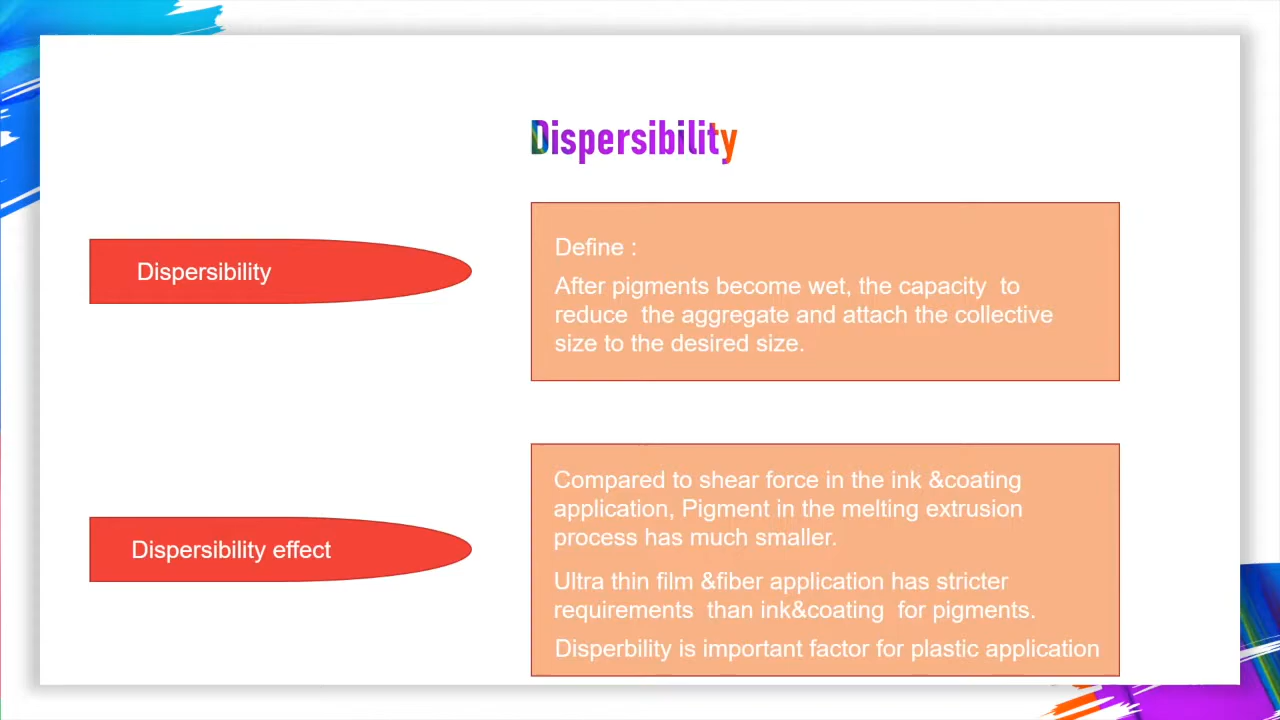 Dispersibility
Dispersibility
Define :
After pigments become wet, the capacity  to
reduce  the aggregate and attach the collective
size to the desired size.
Dispersibility effect
Compared to shear force in the ink &coating
application, Pigment in the melting extrusion
process has much smaller.
Ultra thin film &fiber application has stricter
requirements  than ink&coating  for pigments.
Disperbility is important factor for plastic application